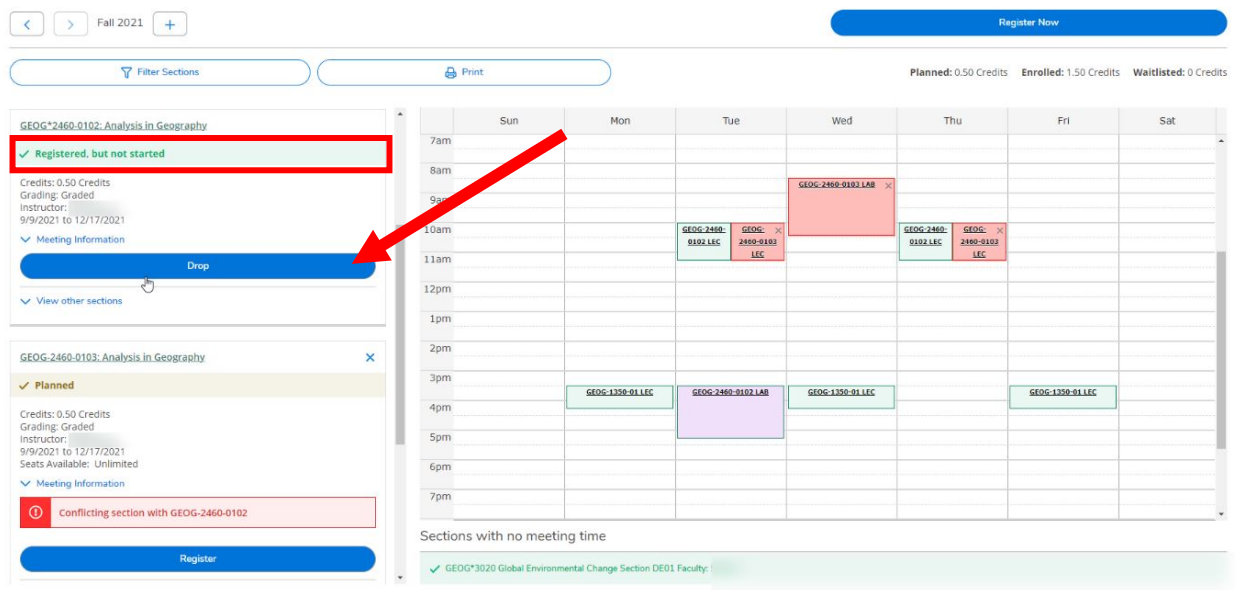 Fall 2021
Register Now
Filter Sections
Print
Planned: 0.50 Credits Enrolled: 1.50 Credits Waitlisted: 0 Credits
GEOG*2460-0102: Analysis in Geography
Registered, but not started
Credits: 0.50 Credits
Grading: Graded
Instructor:
9/9/2021 to 12/17/2021
Meeting Information
Drop
View other sections
GEOG-2460-0103: Analysis in Geography
Planned
Credits: 0.50 Credits
Grading: Graded
Instructor:
9/9/2021 to 12/17/2021
Seats Available: Unlimited
Meeting Information
Conflicting section with GEOG-2460-0102
Register
Sun Mon Tue Wed Thu Fri Sat
7am
8am
GEOG-2460-0103 LAB
9am
10am
GEOG-2460-
0102 LEC
GEOG-
2460-0103
LEC
GEOG-2460-
0102 LEC
GEOG-
2460-0103
LEC
11am
12pm
1pm
2pm
3pm
GEOG-1350-01 LEC
GEOG-2460-0102 LAB
GEOG-1350-01 LEC
GEOG-1350-01 LEC
4pm
5pm
6pm
7pm
Sections with no meeting time
GEOG*3020 Global Environmental Change Section DE01 Faculty: